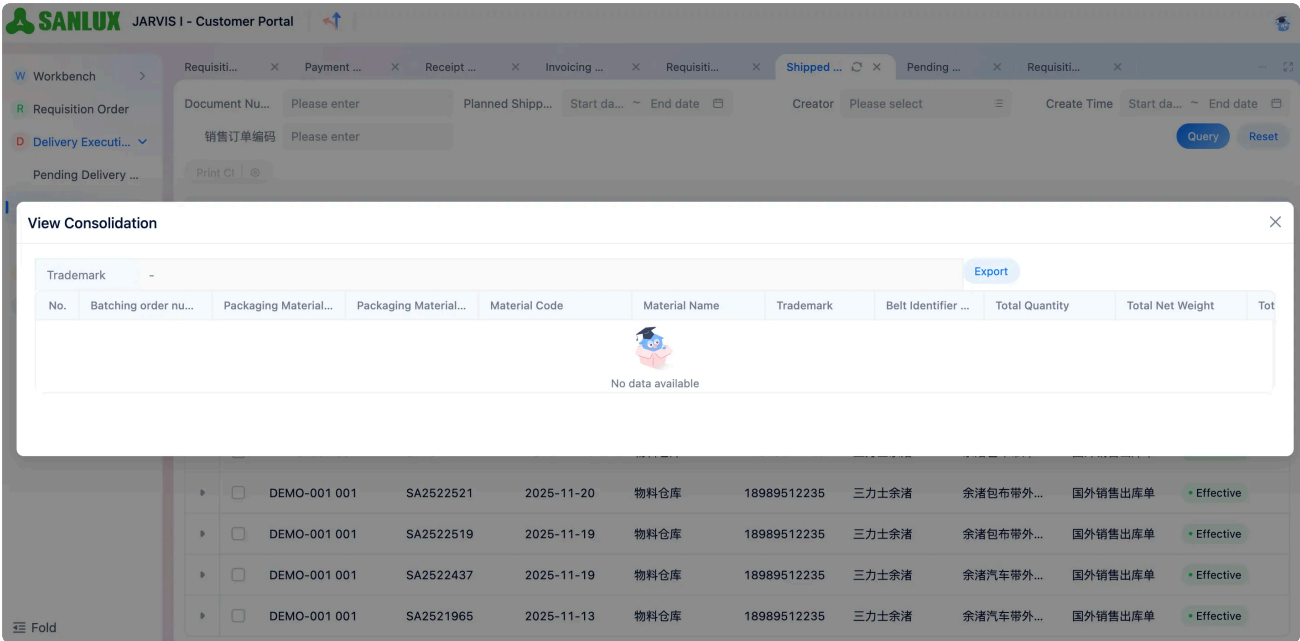 SANLUX JARVIS I - Customer Portal
Requisiti... Payment ... Receipt ... Invoicing ... Requisiti... Shipped ... Pending ... Requisiti...
W Workbench
R Requisition Order
D Delivery Executi...
Pending Delivery ...
Document Nu... Please enter Planned Shipp... Start da... ~ End date Creator Please select Create Time Start da... ~ End date
销售订单编码 Please enter Query Reset
Print CI
View Consolidation
Trademark - Export
No. Batching order nu... Packaging Material... Packaging Material... Material Code Material Name Trademark Belt Identifier ... Total Quantity Total Net Weight Tot
No data available
DEMO-001 001 SA2522521 2025-11-20 物料仓库 18989512235 三力士余渚 余渚包布带外... 国外销售出库单 Effective
DEMO-001 001 SA2522519 2025-11-19 物料仓库 18989512235 三力士余渚 余渚包布带外... 国外销售出库单 Effective
DEMO-001 001 SA2522437 2025-11-19 物料仓库 18989512235 三力士余渚 余渚汽车带外... 国外销售出库单 Effective
DEMO-001 001 SA2521965 2025-11-13 物料仓库 18989512235 三力士余渚 余渚汽车带外... 国外销售出库单 Effective
Fold